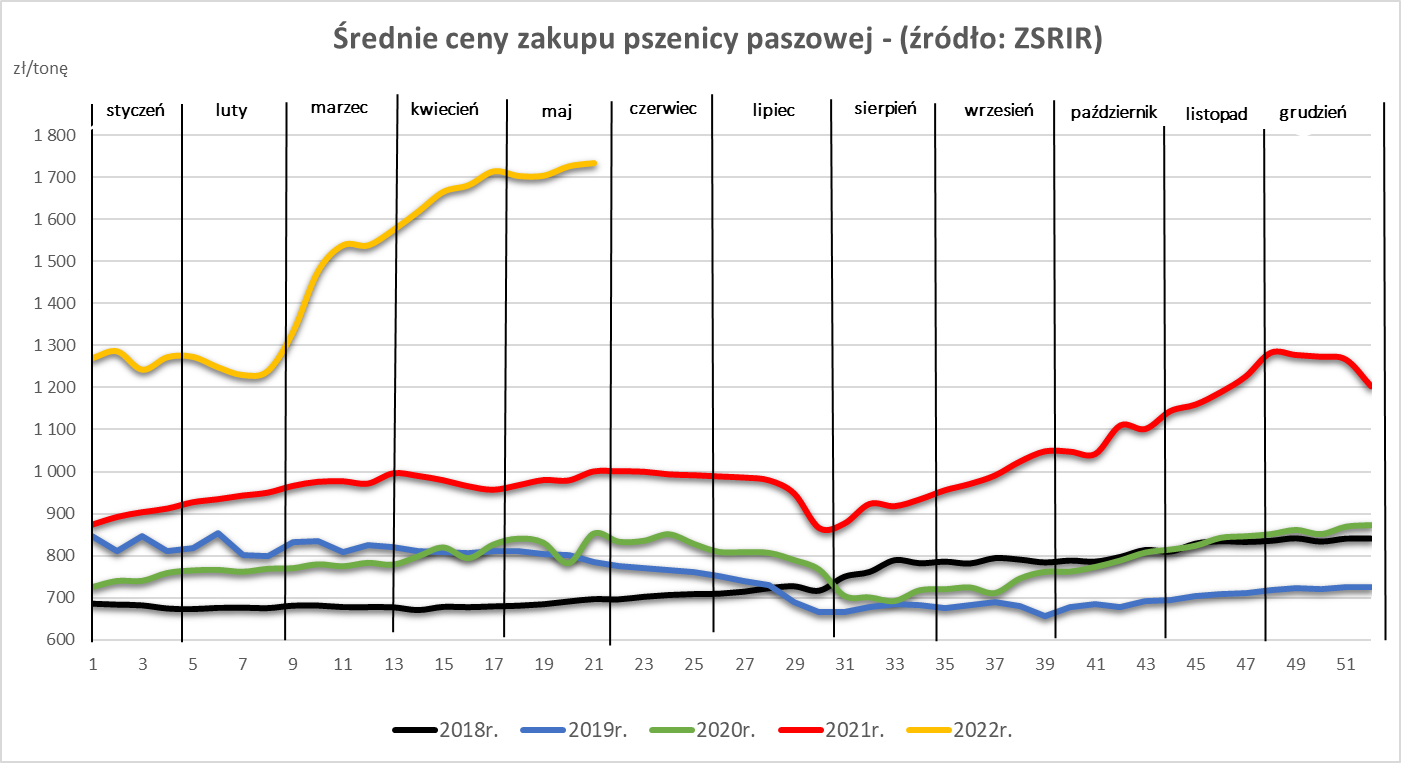 Średnie ceny zakupu pszenicy paszowej - (źródło: ZSRIR)
zł/tonę
styczeń luty marzec kwiecień maj czerwiec lipiec sierpień wrzesień październik listopad grudzień
1 800
1 700
1 600
1 500
1 400
1 300
1 200
1 100
1 000
900
800
700
600
1 3 5 7 9 11 13 15 17 19 21 23 25 27 29 31 33 35 37 39 41 43 45 47 49 51
2018r. 2019r. 2020r. 2021r. 2022r.